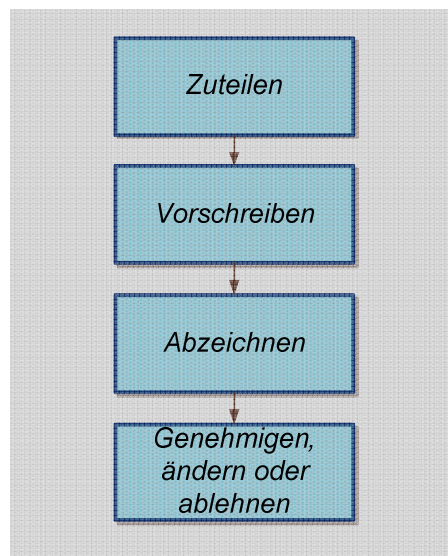 Zuteilen
Vorschreiben
Abzeichnen
Genehmigen,
ändern oder
ablehnen